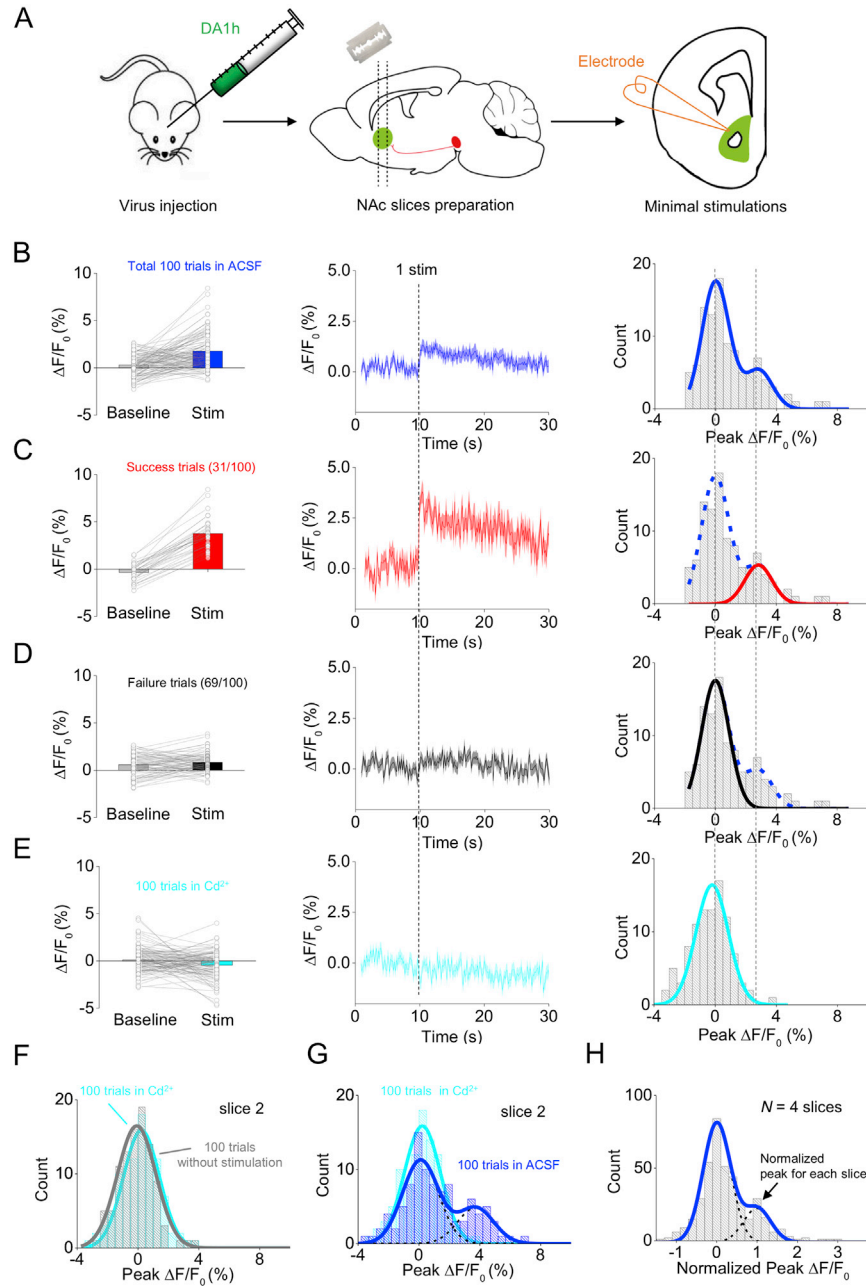 A
DA1h
Electrode
Virus injection
NAc slices preparation
Minimal stimulations
B
Total 100 trials in ACSF
10
5
0
-5
ΔF/F0 (%)
Baseline
Stim
1 stim
5.0
2.5
0.0
ΔF/F0 (%)
0 10 20 30
Time (s)
20
10
0
Count
-4 0 4 8
Peak ΔF/F0 (%)
C
Success trials (31/100)
10
5
0
-5
ΔF/F0 (%)
Baseline
Stim
4.0
2.0
0.0
ΔF/F0 (%)
0 10 20 30
Time (s)
20
10
0
Count
-4 0 4 8
Peak ΔF/F0 (%)
D
Failure trials (69/100)
10
5
0
-5
ΔF/F0 (%)
Baseline
Stim
5.0
2.5
0.0
ΔF/F0 (%)
0 10 20 30
Time (s)
20
10
0
Count
-4 0 4 8
Peak ΔF/F0 (%)
E
100 trials in Cd2+
10
5
0
-5
ΔF/F0 (%)
Baseline
Stim
5.0
2.5
0.0
ΔF/F0 (%)
0 10 20 30
Time (s)
20
10
0
Count
-4 0 4 8
Peak ΔF/F0 (%)
F
100 trials in Cd2+
slice 2
100 trials
without stimulation
20
10
0
Count
-4 0 4 8
Peak ΔF/F0 (%)
G
100 trials in Cd2+
slice 2
100 trials in ACSF
20
10
0
Count
-4 0 4 8
Peak ΔF/F0 (%)
H
N = 4 slices
Normalized
peak for each slice
100
50
0
Count
-1 0 1 2 3
Normalized Peak ΔF/F0